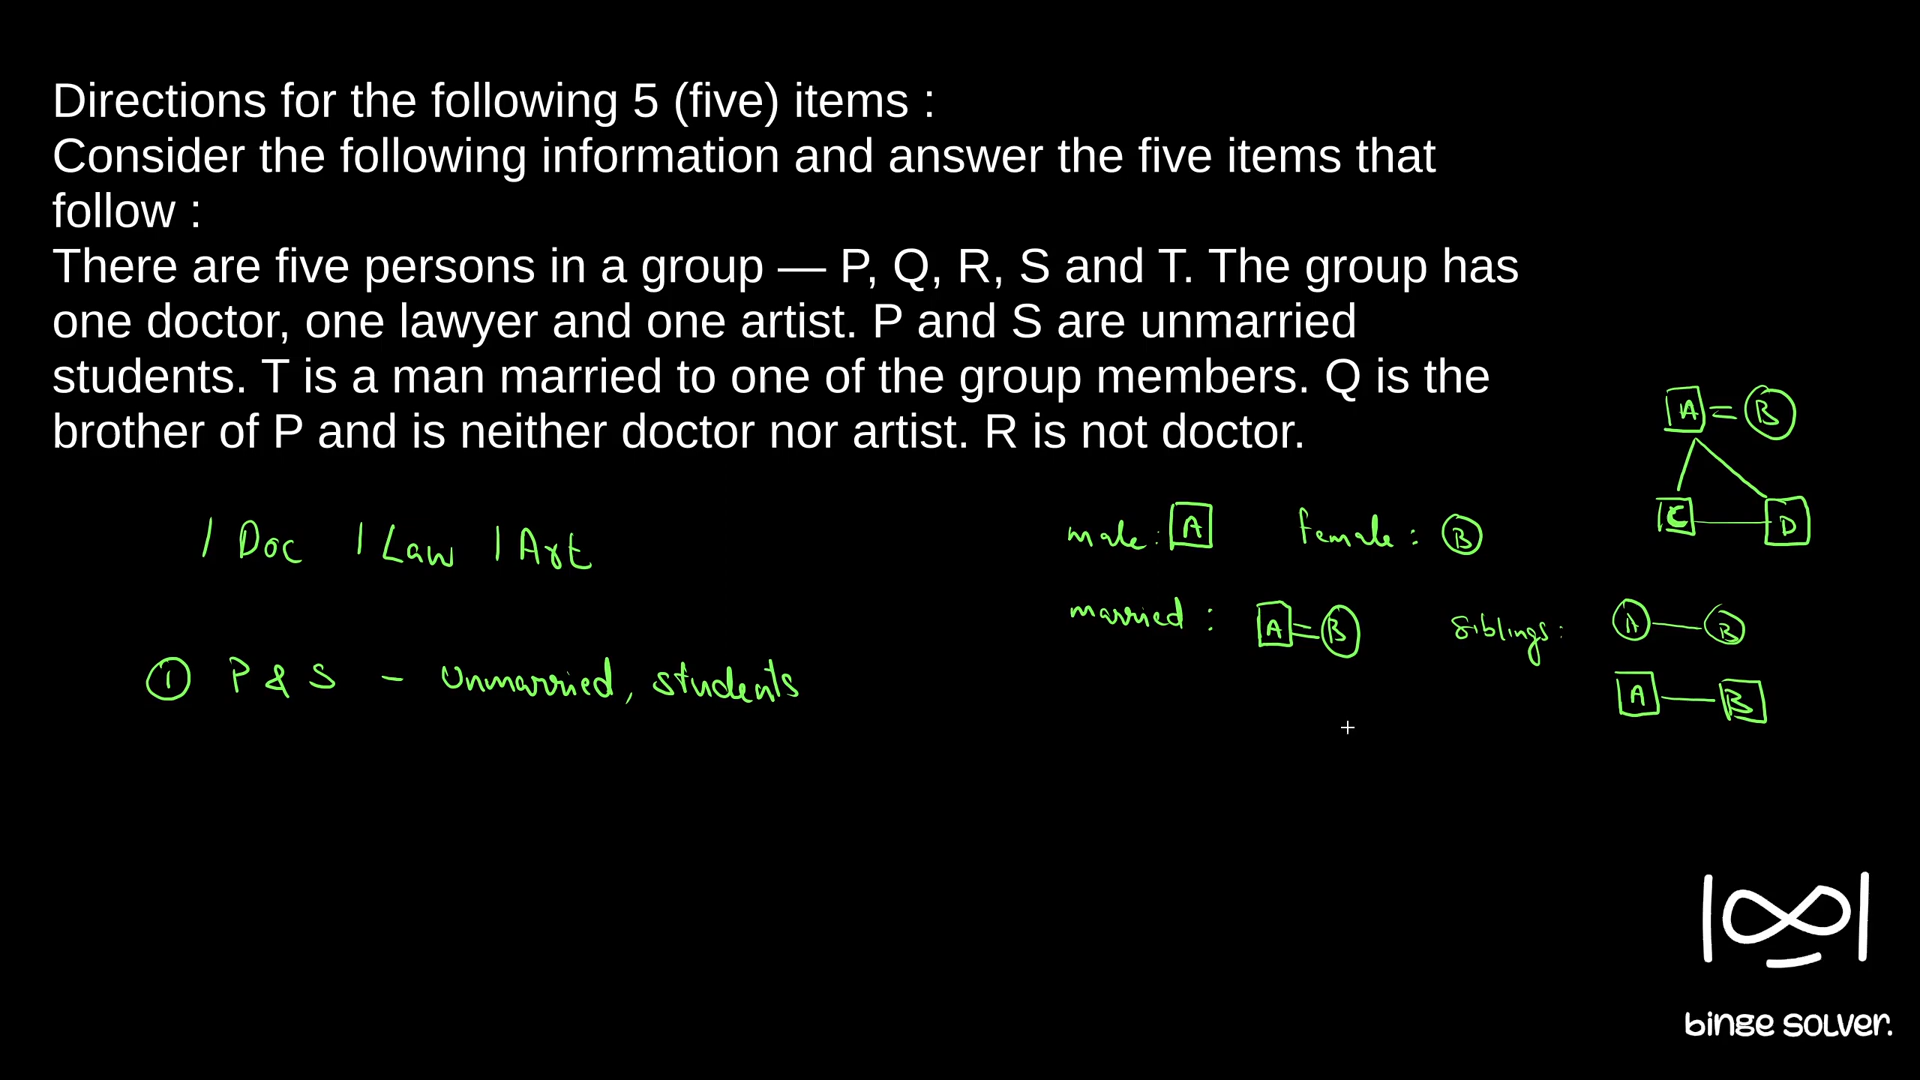 Directions for the following 5 (five) items :
Consider the following information and answer the five items that
follow :
There are five persons in a group — P, Q, R, S and T. The group has
one doctor, one lawyer and one artist. P and S are unmarried
students. T is a man married to one of the group members. Q is the
brother of P and is neither doctor nor artist. R is not doctor.
A = B
C D
1 Doc 1 Law 1 Art
male : A female : B
married : A = B siblings : A B
A B
① P & S - Unmarried, students
binge solver.